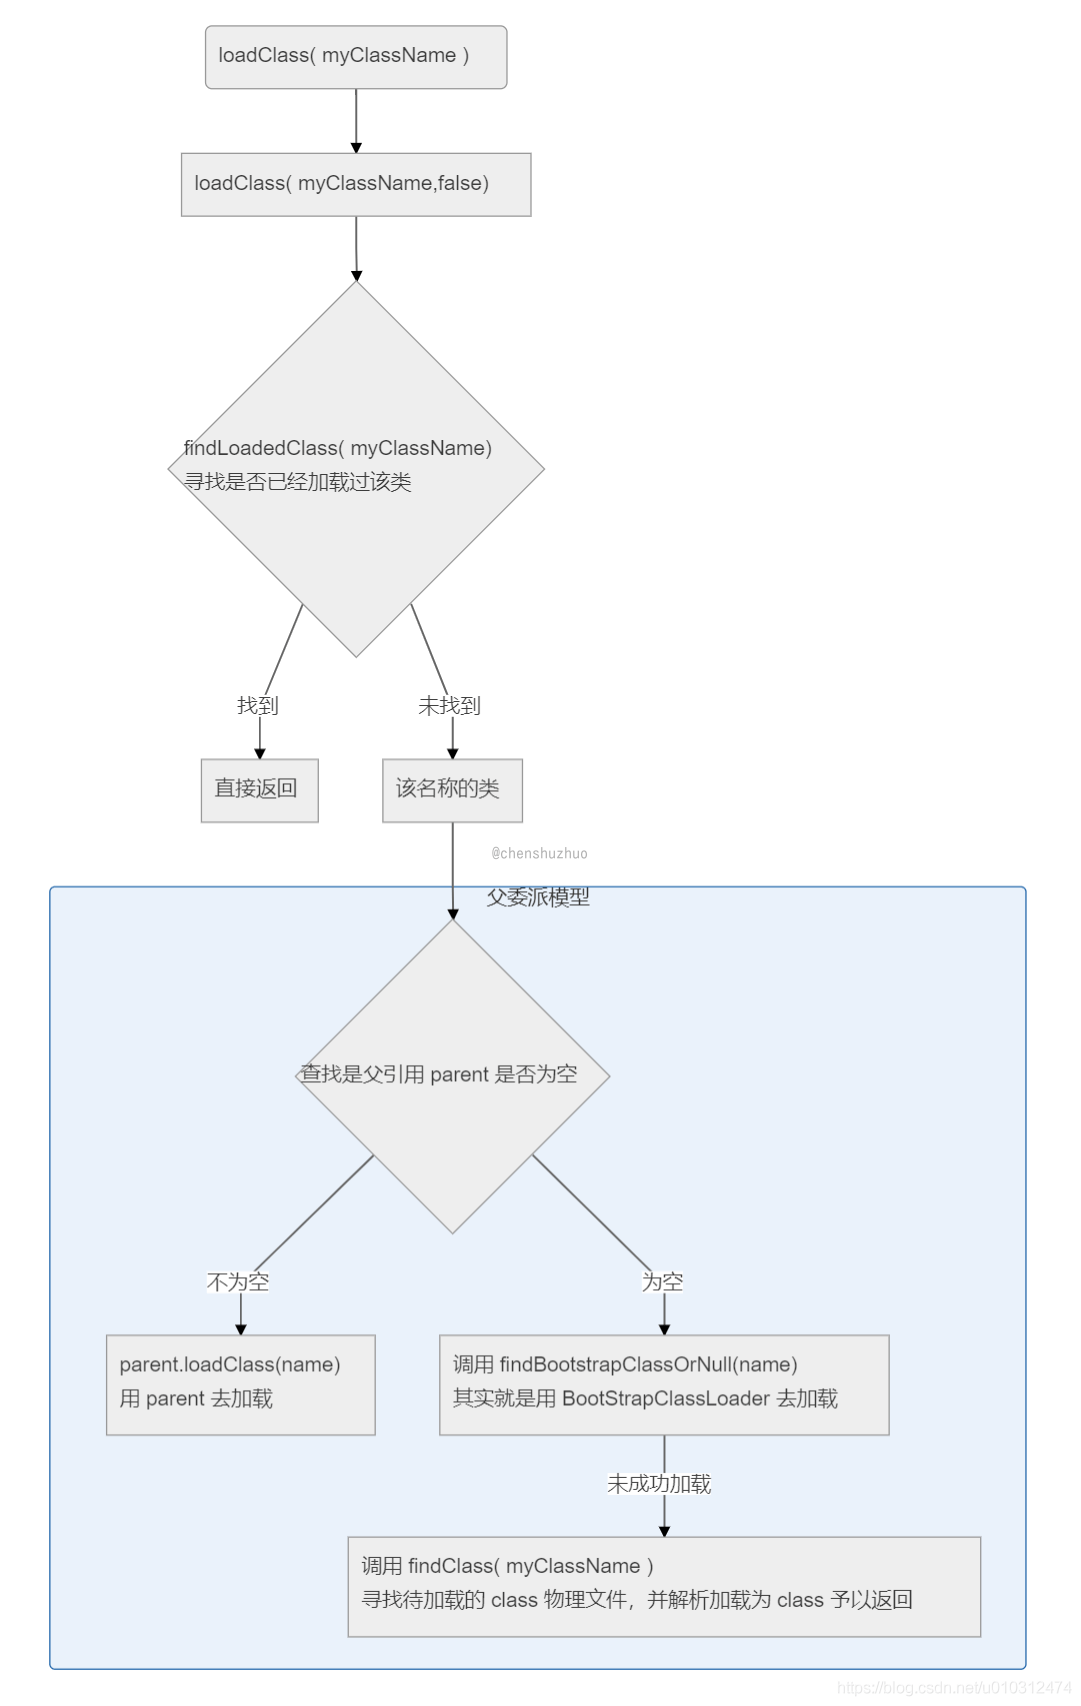 loadClass( myClassName )
loadClass( myClassName,false)
findLoadedClass( myClassName)
寻找是否已经加载过该类
找到
未找到
直接返回
该名称的类
@chenshuzhuo
父委派模型
查找是父引用 parent 是否为空
不为空
为空
parent.loadClass(name)
用 parent 去加载
调用 findBootstrapClassOrNull(name)
其实就是用 BootStrapClassLoader 去加载
未成功加载
调用 findClass( myClassName )
寻找待加载的 class 物理文件，并解析加载为 class 予以返回
https://blog.csdn.net/u010312474